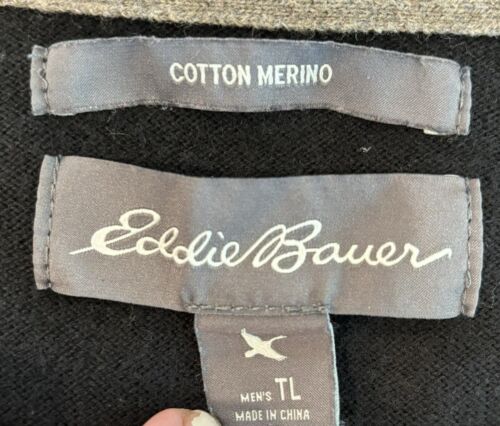 COTTON MERINO
Eddie Bauer
MEN'S TL
MADE IN CHINA